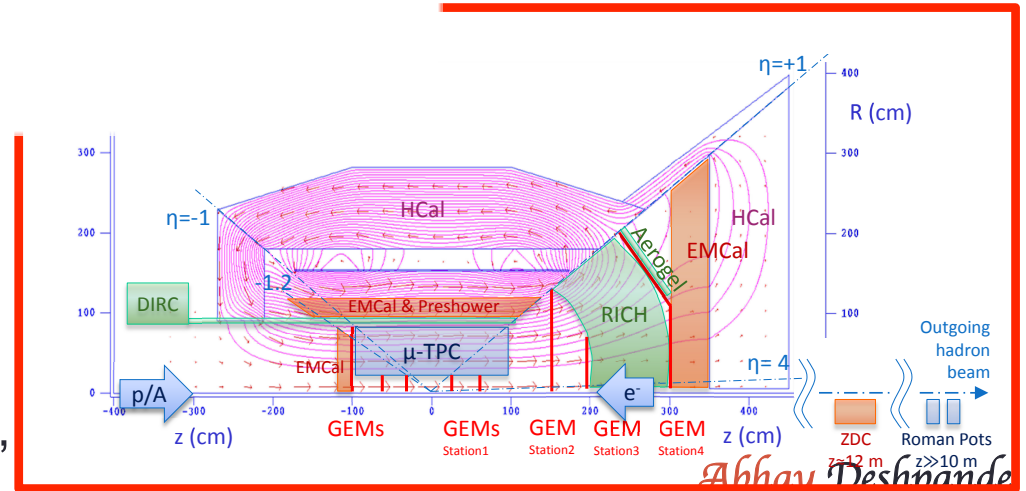 η=+1
400
R (cm)
300
300
η=-1
HCal
HCal
200
200
Aerogel
EMCal
-1.2
DIRC
EMCal & Preshower
RICH
100
100
Outgoing
hadron
beam
μ-TPC
EMCal
η= 4
0
0
p/A
e-
-400
-300
-200
-100
0
100
200
300
400
z (cm)
GEMs
GEMs
Station1
GEM
Station2
GEM
Station3
GEM
Station4
z (cm)
ZDC
z~12 m
Roman Pots
z≫10 m
,
Abhay Deshpande